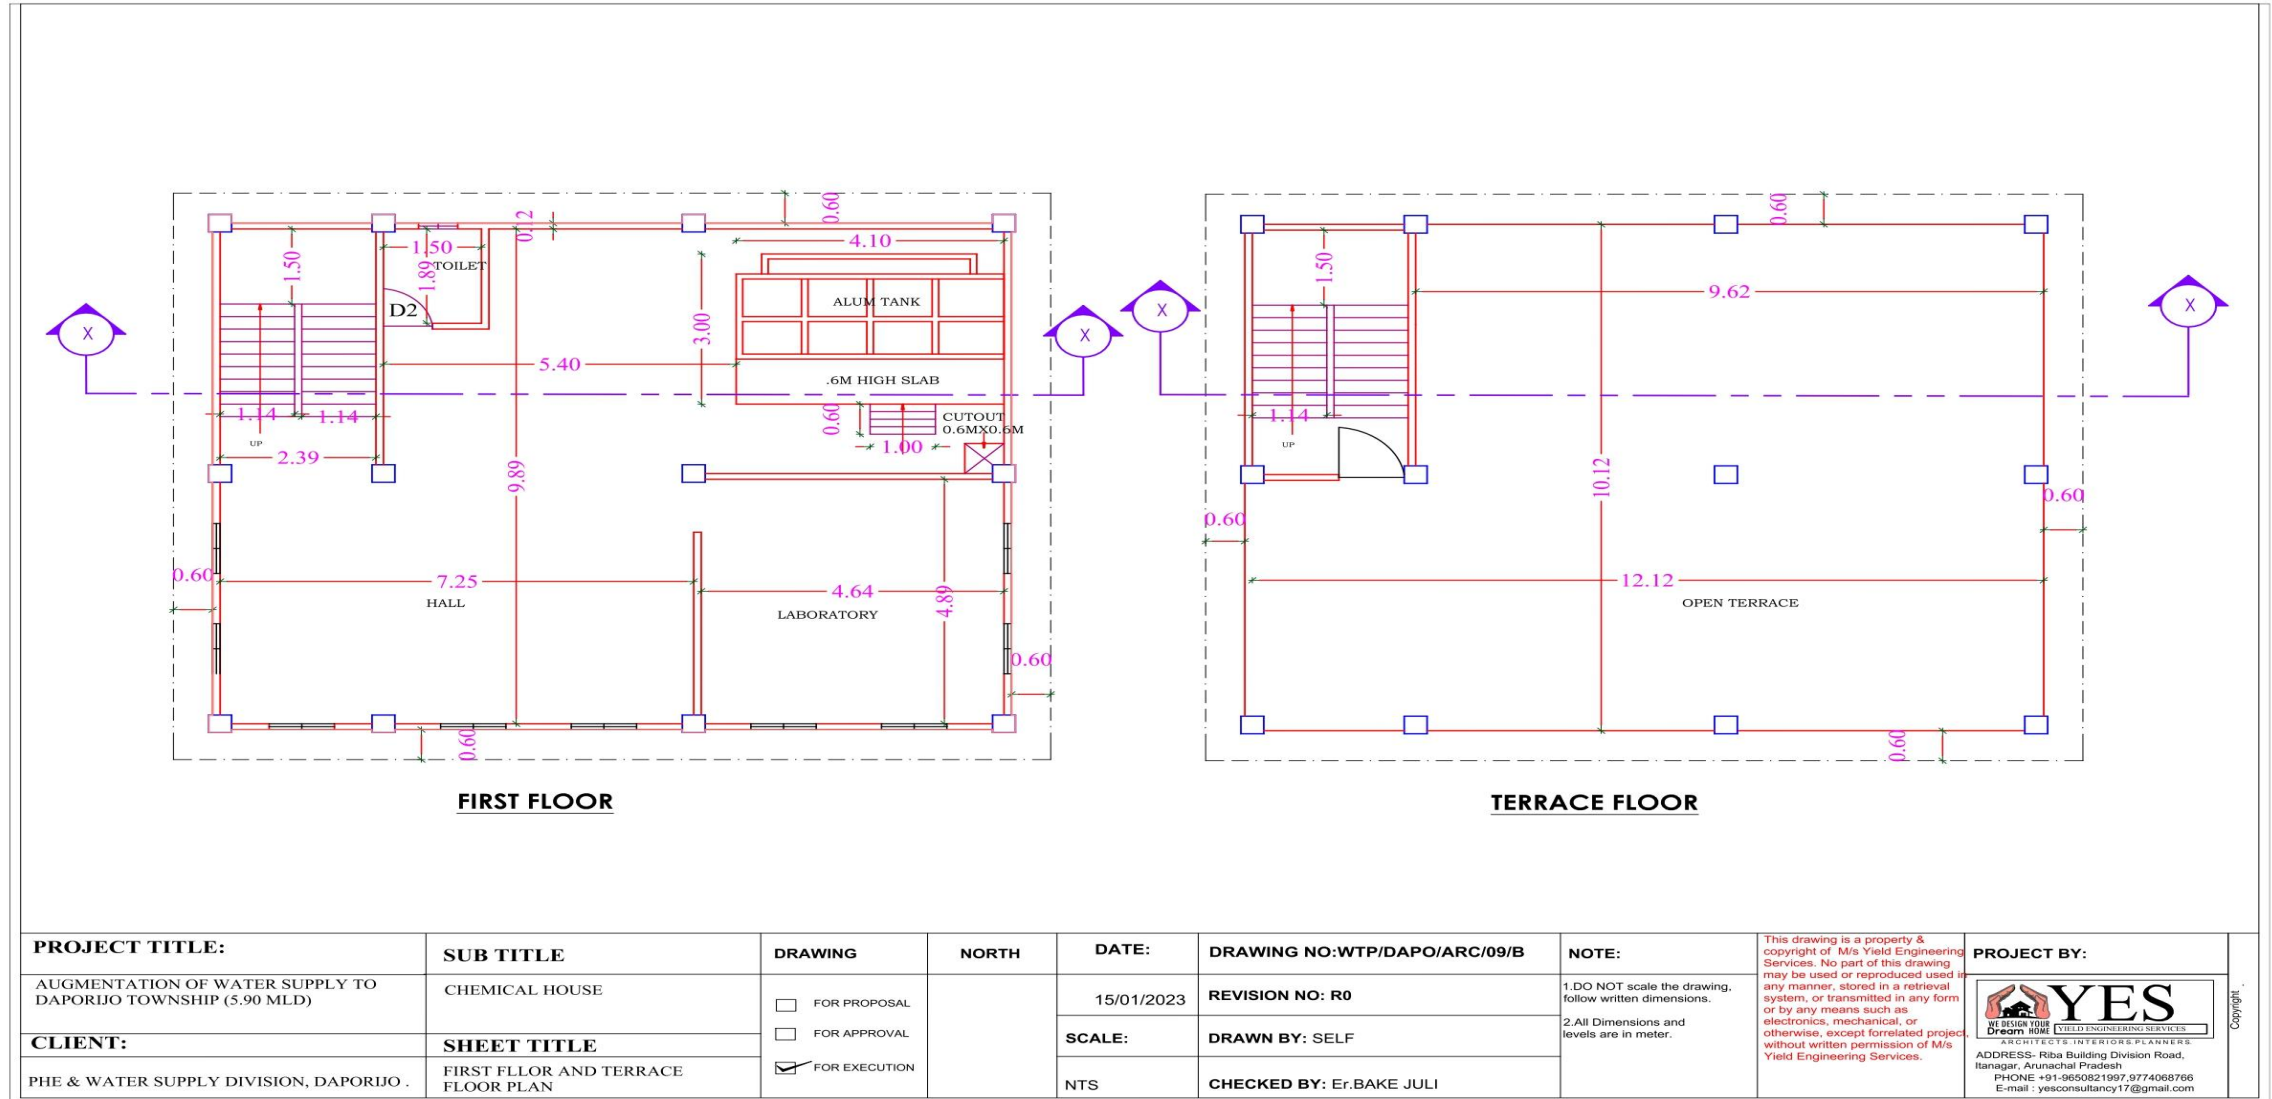 0.60
0.12
1.50
1.50
1.89
TOILET
4.10
D2
ALUM TANK
3.00
5.40
.6M HIGH SLAB
X
X
1.14
1.14
0.60
CUTOUT
0.6MX0.6M
1.00
UP
2.39
9.89
0.60
7.25
HALL
4.64
4.89
LABORATORY
0.60
0.60
FIRST FLOOR
0.60
1.50
9.62
X
X
1.14
UP
10.12
0.60
0.60
12.12
OPEN TERRACE
0.60
TERRACE FLOOR
PROJECT TITLE:
AUGMENTATION OF WATER SUPPLY TO
DAPORIJO TOWNSHIP (5.90 MLD)
CLIENT:
PHE & WATER SUPPLY DIVISION, DAPORIJO .
SUB TITLE
CHEMICAL HOUSE
SHEET TITLE
FIRST FLLOR AND TERRACE
FLOOR PLAN
DRAWING
FOR PROPOSAL
FOR APPROVAL
FOR EXECUTION
NORTH
DATE:
15/01/2023
SCALE:
NTS
DRAWING NO:WTP/DAPO/ARC/09/B
REVISION NO: R0
DRAWN BY: SELF
CHECKED BY: Er.BAKE JULI
NOTE:
1.DO NOT scale the drawing,
follow written dimensions.
2.All Dimensions and
levels are in meter.
This drawing is a property &
copyright of M/s Yield Engineering
Services. No part of this drawing
may be used or reproduced used in
any manner, stored in a retrieval
system, or transmitted in any form
or by any means such as
electronics, mechanical, or
otherwise, except forrelated project,
without written permission of M/s
Yield Engineering Services.
PROJECT BY:
YES
WE DESIGN YOUR
Dream HOME
YIELD ENGINEERING SERVICES
ARCHITECTS.INTERIORS.PLANNERS.
ADDRESS- Riba Building Division Road,
Itanagar, Arunachal Pradesh
PHONE +91-9650821997,9774068766
E-mail : yesconsultancy17@gmail.com
Copyright .